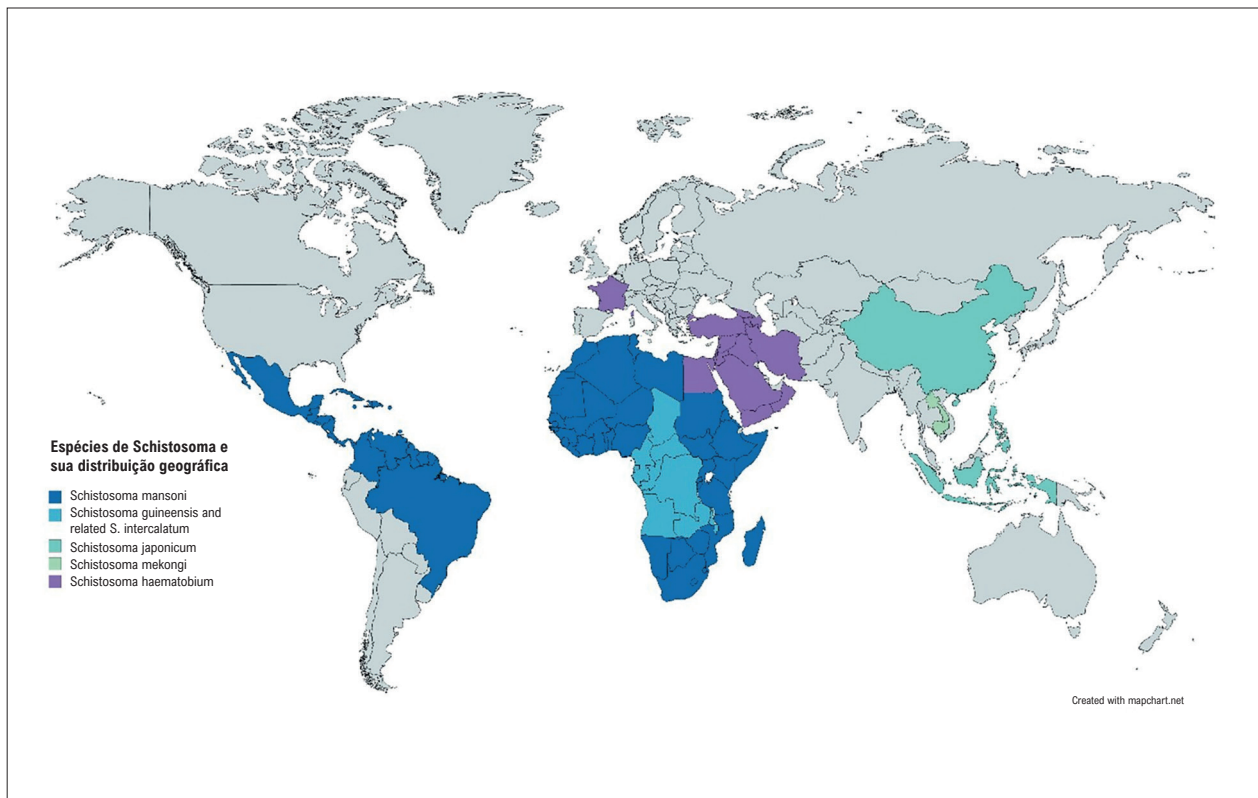 Espécies de Schistosoma e
sua distribuição geográfica
Schistosoma mansoni
Schistosoma guineensis and
related S. intercalatum
Schistosoma japonicum
Schistosoma mekongi
Schistosoma haematobium
Created with mapchart.net